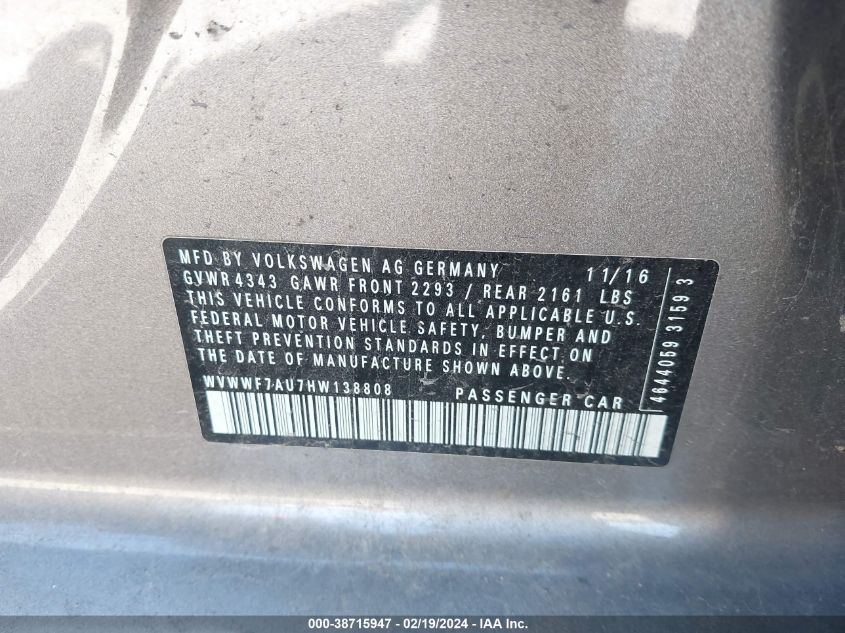 MFD BY VOLKSWAGEN AG GERMANY 11/16
GVWR 4343 GAWR FRONT 2293 / REAR 2161 LBS
THIS VEHICLE CONFORMS TO ALL APPLICABLE U.S.
FEDERAL MOTOR VEHICLE SAFETY, BUMPER AND
THEFT PREVENTION STANDARDS IN EFFECT ON
THE DATE OF MANUFACTURE SHOWN ABOVE.
WVWWF7AU7HW138808 PASSENGER CAR
4644059 31593
000-38715947 - 02/19/2024 - IAA, Inc.